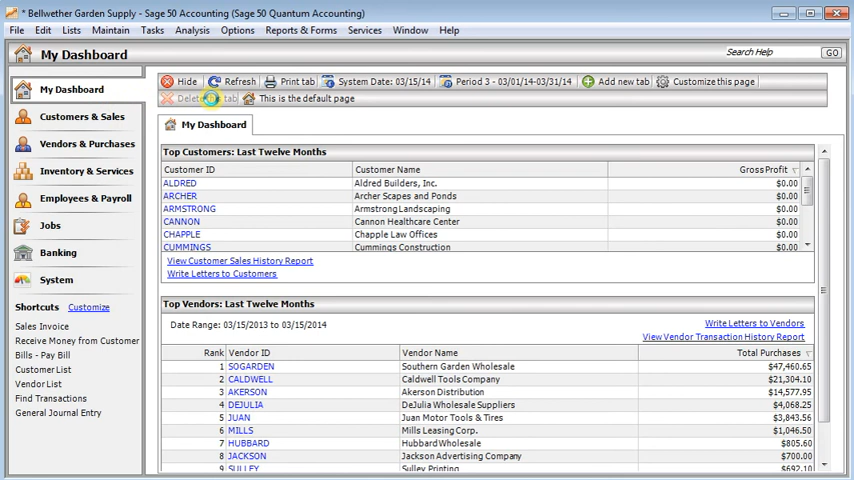 * Bellwether Garden Supply - Sage 50 Accounting (Sage 50 Quantum Accounting)
File Edit Lists Maintain Tasks Analysis Options Reports & Forms Services Window Help
My Dashboard
Search Help GO
My Dashboard
Customers & Sales
Vendors & Purchases
Inventory & Services
Employees & Payroll
Jobs
Banking
System
Shortcuts Customize
Sales Invoice
Receive Money from Customer
Bills - Pay Bill
Customer List
Vendor List
Find Transactions
General Journal Entry
Hide Refresh Print tab System Date: 03/15/14 Period 3 - 03/01/14-03/31/14 Add new tab Customize this page
tab This is the default page
My Dashboard
Top Customers: Last Twelve Months
Customer ID Customer Name Gross Profit
ALDRED Aldred Builders, Inc. $0.00
ARCHER Archer Scapes and Ponds $0.00
ARMSTRONG Armstrong Landscaping $0.00
CANNON Cannon Healthcare Center $0.00
CHAPPLE Chapple Law Offices $0.00
CUMMINGS Cummings Construction $0.00
View Customer Sales History Report
Write Letters to Customers
Top Vendors: Last Twelve Months
Date Range: 03/15/2013 to 03/15/2014
Write Letters to Vendors
View Vendor Transaction History Report
Rank Vendor ID Vendor Name Total Purchases
1 SOGARDEN Southern Garden Wholesale $47,460.65
2 CALDWELL Caldwell Tools Company $21,304.10
3 AKERSON Akerson Distribution $14,577.95
4 DEJULIA DeJulia Wholesale Suppliers $4,068.25
5 JUAN Juan Motor Tools & Tires $3,843.56
6 MILLS Mills Leasing Corp. $1,046.50
7 HUBBARD Hubbard Wholesale $805.60
8 JACKSON Jackson Advertising Company $700.00
9 SULLEY Sulley Printing $692.10